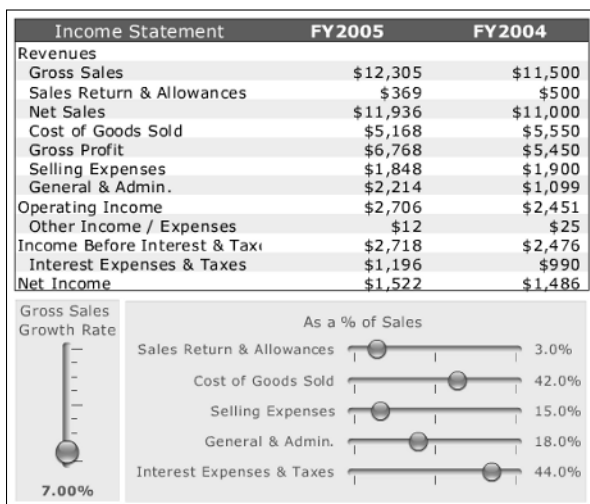 Income Statement FY2005 FY2004
Revenues
Gross Sales $12,305 $11,500
Sales Return & Allowances $369 $500
Net Sales $11,936 $11,000
Cost of Goods Sold $5,168 $5,550
Gross Profit $6,768 $5,450
Selling Expenses $1,848 $1,900
General & Admin. $2,214 $1,099
Operating Income $2,706 $2,451
Other Income / Expenses $12 $25
Income Before Interest & Tax $2,718 $2,476
Interest Expenses & Taxes $1,196 $990
Net Income $1,522 $1,486
Gross Sales
Growth Rate
7.00%
As a % of Sales
Sales Return & Allowances 3.0%
Cost of Goods Sold 42.0%
Selling Expenses 15.0%
General & Admin. 18.0%
Interest Expenses & Taxes 44.0%